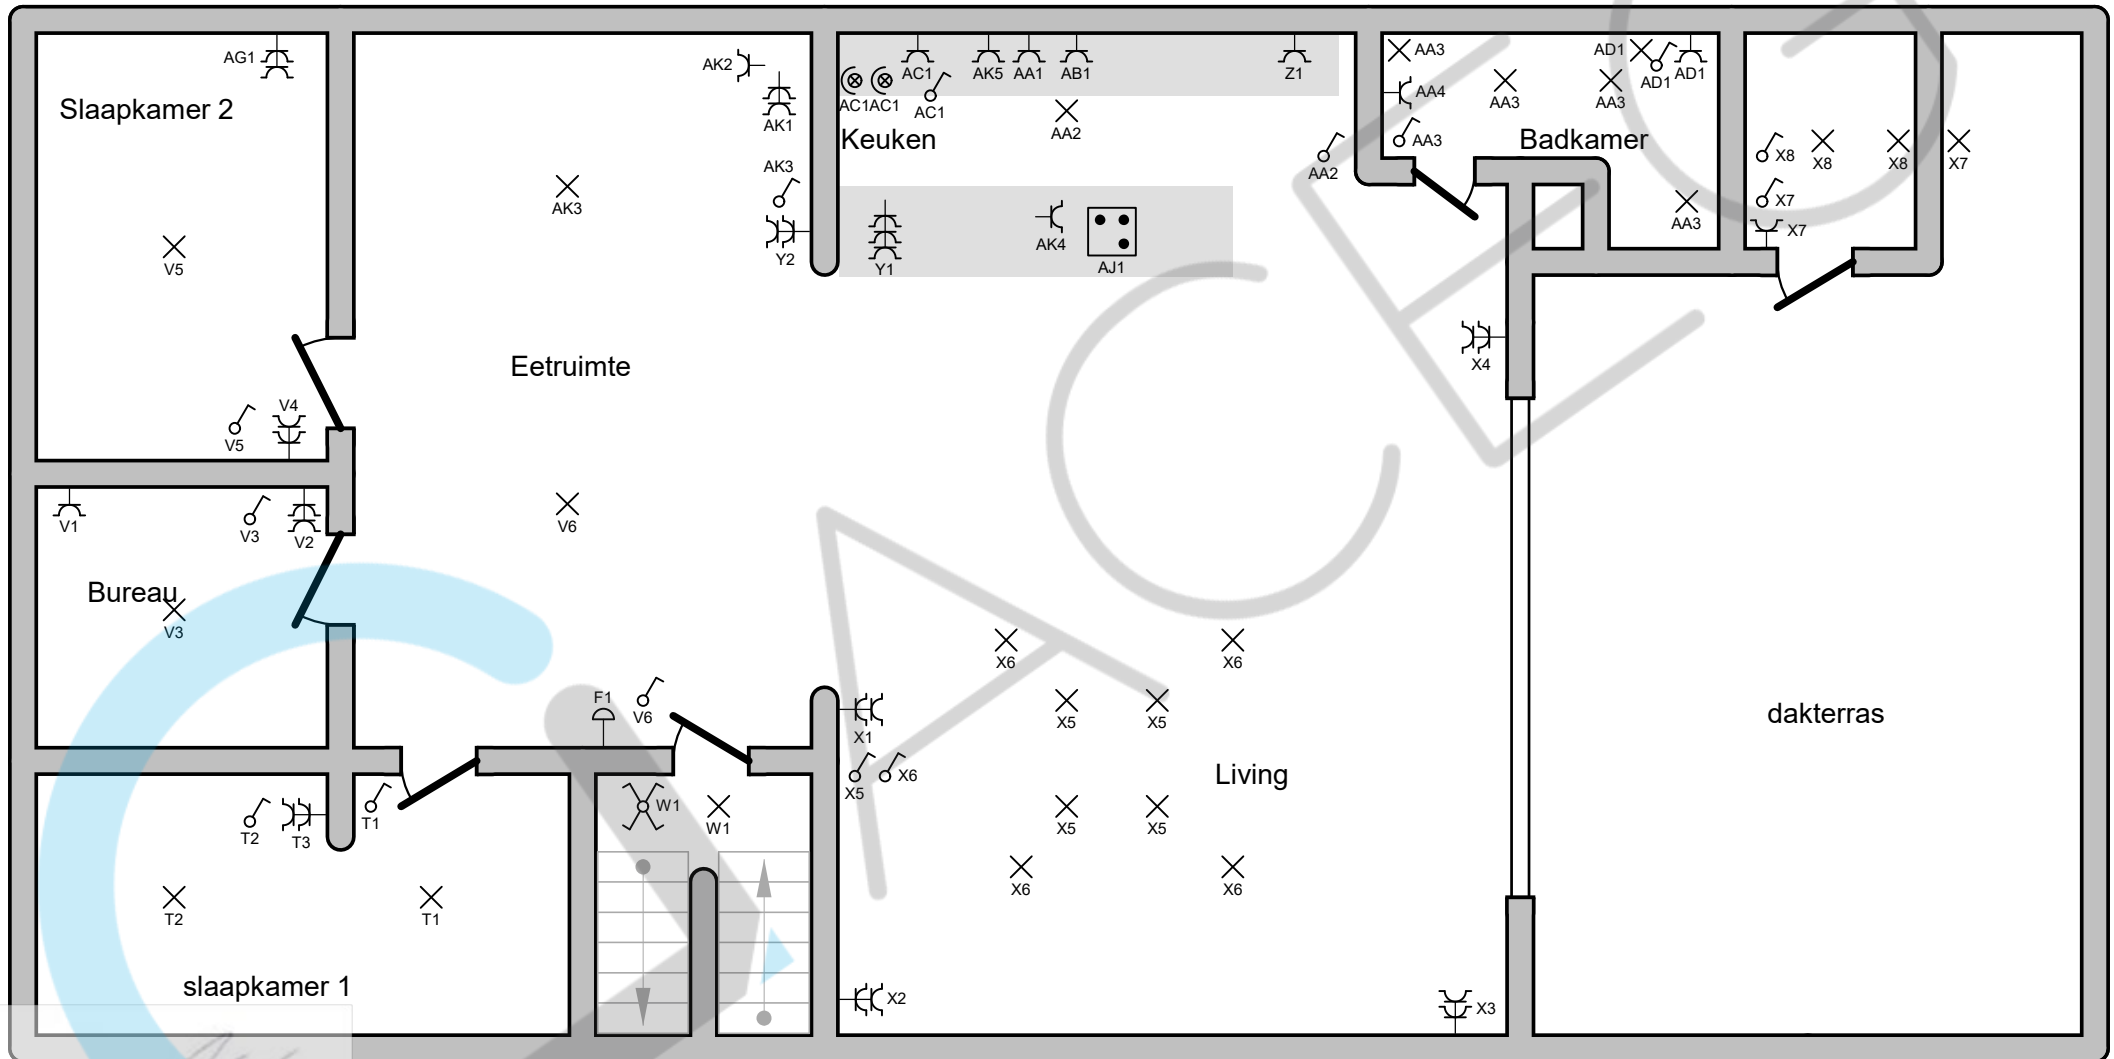 AG1
Slaapkamer 2
V5
V5
V4
AK2
AK1
AK3
AK3
Y2
Eetruimte
V6
AC1AC1
AC1
AC1
AK5
AA1
AB1
Z1
AA2
Keuken
AA2
Y1
AK4
AJ1
AA3
AA4
AA3
AA3
AA3
AD1
AD1
AD1
Badkamer
AA3
X8
X8
X8
X7
X7
X7
X4
V1
V3
V2
Bureau
V3
F1
V6
X1
X5
X6
X6
X6
X5
X5
X5
X5
X6
X6
Living
dakterras
T2
T3
T1
T2
T1
slaapkamer 1
W1
W1
X2
X3
ACEG